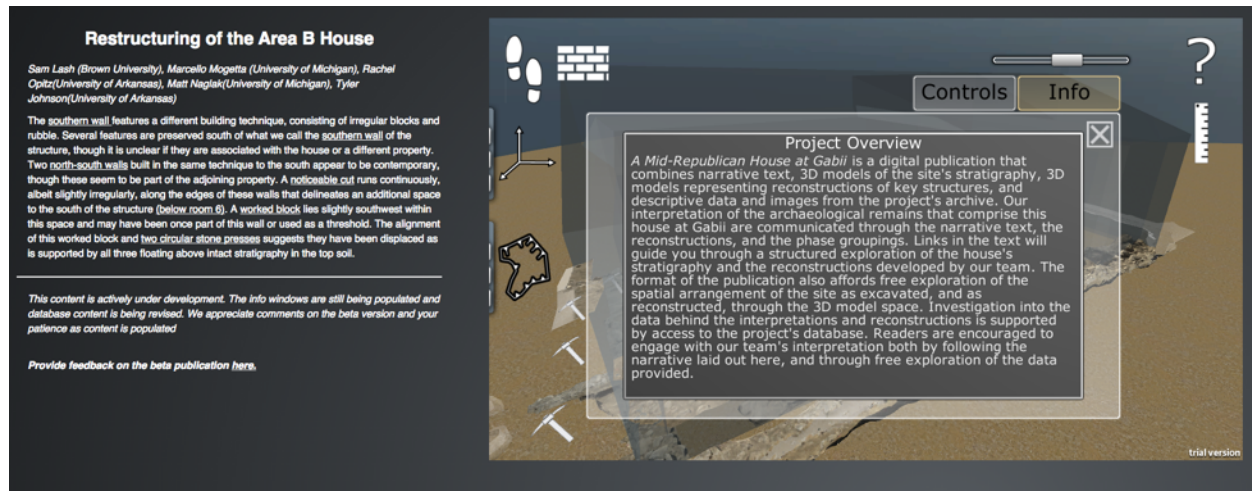 Restructuring of the Area B House
Sam Lash (Brown University), Marcello Mogetta (University of Michigan), Rachel
Opitz(University of Arkansas), Matt Naglak(University of Michigan), Tyler
Johnson(University of Arkansas)
The southern wall features a different building technique, consisting of irregular blocks and
rubble. Several features are preserved south of what we call the southern wall of the
structure, though it is unclear if they are associated with the house or a different property.
Two north-south walls built in the same technique to the south appear to be contemporary,
though these seem to be part of the adjoining property. A noticeable cut runs continuously,
albeit slightly irregularly, along the edges of these walls that delineates an additional space
to the south of the structure (below room 6). A worked block lies slightly southwest within
this space and may have been once part of this wall or used as a threshold. The alignment
of this worked block and two circular stone presses suggests they have been displaced as
is supported by all three floating above intact stratigraphy in the top soil.
This content is actively under development. The info windows are still being populated and
database content is being revised. We appreciate comments on the beta version and your
patience as content is populated
Provide feedback on the beta publication here.
?
Controls
Info
Project Overview
A Mid-Republican House at Gabii is a digital publication that
combines narrative text, 3D models of the site's stratigraphy, 3D
models representing reconstructions of key structures, and
descriptive data and images from the project's archive. Our
interpretation of the archaeological remains that comprise this
house at Gabii are communicated through the narrative text, the
reconstructions, and the phase groupings. Links in the text will
guide you through a structured exploration of the house's
stratigraphy and the reconstructions developed by our team. The
format of the publication also affords free exploration of the
spatial arrangement of the site as excavated, and as
reconstructed, through the 3D model space. Investigation into the
data behind the interpretations and reconstructions is supported
by access to the project's database. Readers are encouraged to
engage with our team's interpretation both by following the
narrative laid out here, and through free exploration of the data
provided.
trial version